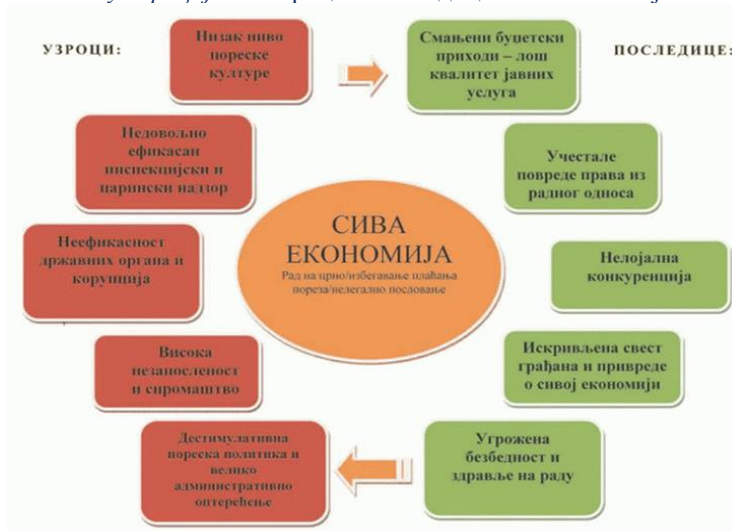 УЗРОЦИ:
Низак ниво
пореске
културе
Смањени буџетски
приходи – лош
квалитет јавних
услуга
ПОСЛЕДИЦЕ:
Недовољно
ефикасан
инспекцијски и
царински надзор
Учестале
повреде права из
радног односа
СИВА
ЕКОНОМИЈА
Рад на црно/избегавање плаћања
пореза/нелегално пословање
Неефикасност
државних органа и
корупција
Нелојална
конкуренција
Висока
незапосленост
и сиромаштво
Искривљена свест
грађана и привреде
о сивој економији
Дестимулативна
пореска политика и
велико
административно
оптерећење
Угрожена
безбедност и
здравље на раду